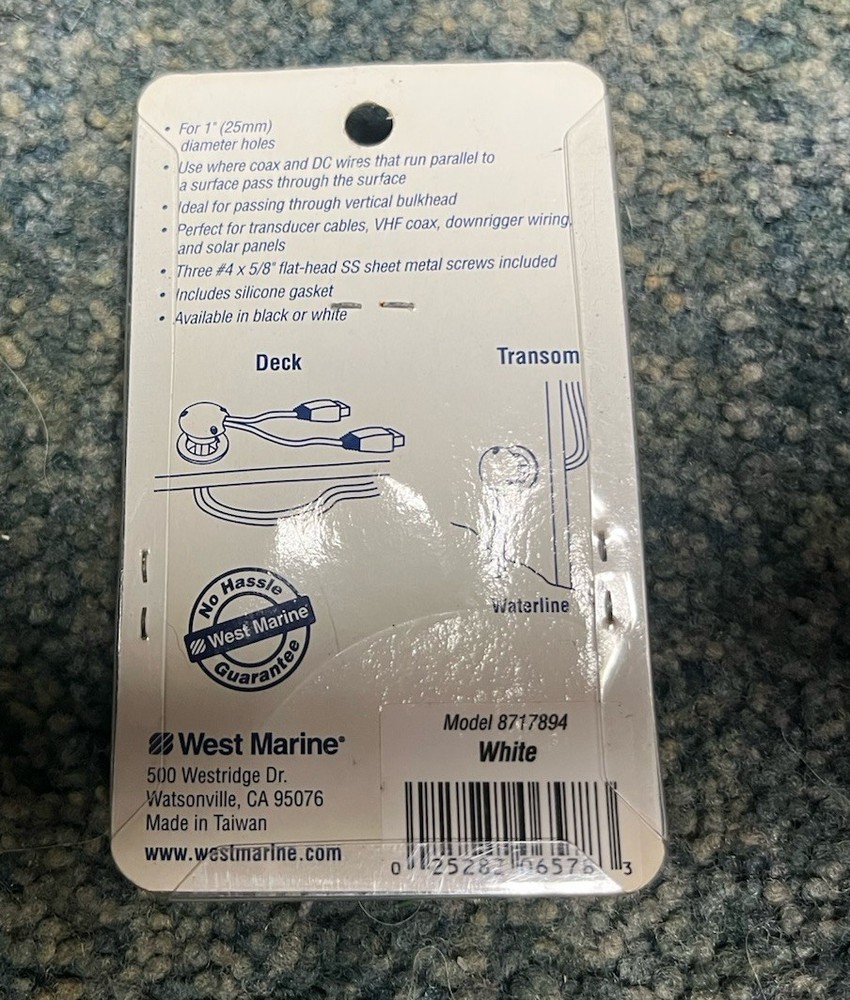 • For 1" (25mm)
diameter holes
• Use where coax and DC wires that run parallel to
a surface pass through the surface
• Ideal for passing through vertical bulkhead
• Perfect for transducer cables, VHF coax, downrigger wiring,
and solar panels
• Three #4 x 5/8" flat-head SS sheet metal screws included
• Includes silicone gasket
• Available in black or white
Deck
Transom
Waterline
No Hassle
West Marine
Guarantee
West Marine®
500 Westridge Dr.
Watsonville, CA 95076
Made in Taiwan
www.westmarine.com
Model 8717894
White
0 3